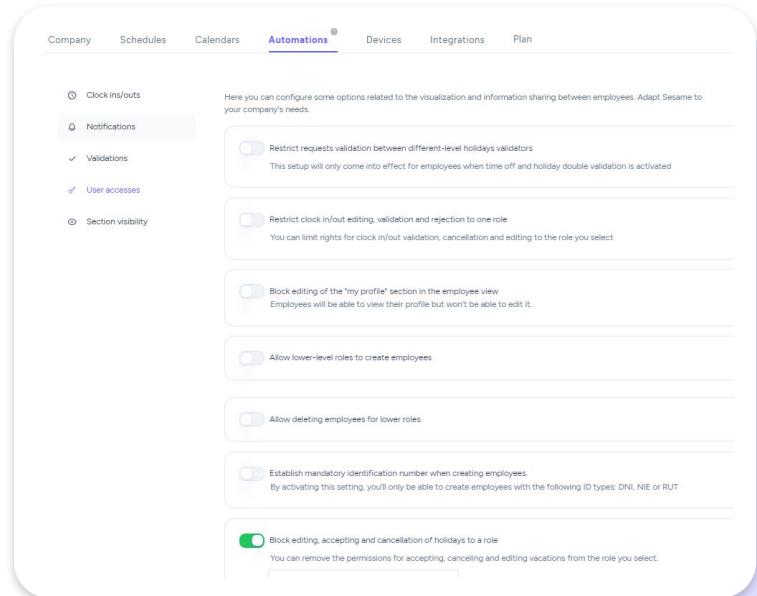 Company Schedules Calendars Automations Devices Integrations Plan
Clock ins/outs
Notifications
Validations
User accesses
Section visibility
Here you can configure some options related to the visualization and information sharing between employees. Adapt Sesame to
your company's needs.
Restrict requests validation between different-level holidays validators
This setup will only come into effect for employees when time off and holiday double validation is activated
Restrict clock in/out editing, validation and rejection to one role
You can limit rights for clock in/out validation, cancellation and editing to the role you select
Block editing of the "my profile" section in the employee view
Employees will be able to view their profile but won't be able to edit it.
Allow lower-level roles to create employees
Allow deleting employees for lower roles
Establish mandatory identification number when creating employees.
By activating this setting, you'll only be able to create employees with the following ID types: DNI, NIE or RUT
Block editing, accepting and cancellation of holidays to a role
You can remove the permissions for accepting, canceling and editing vacations from the role you select.